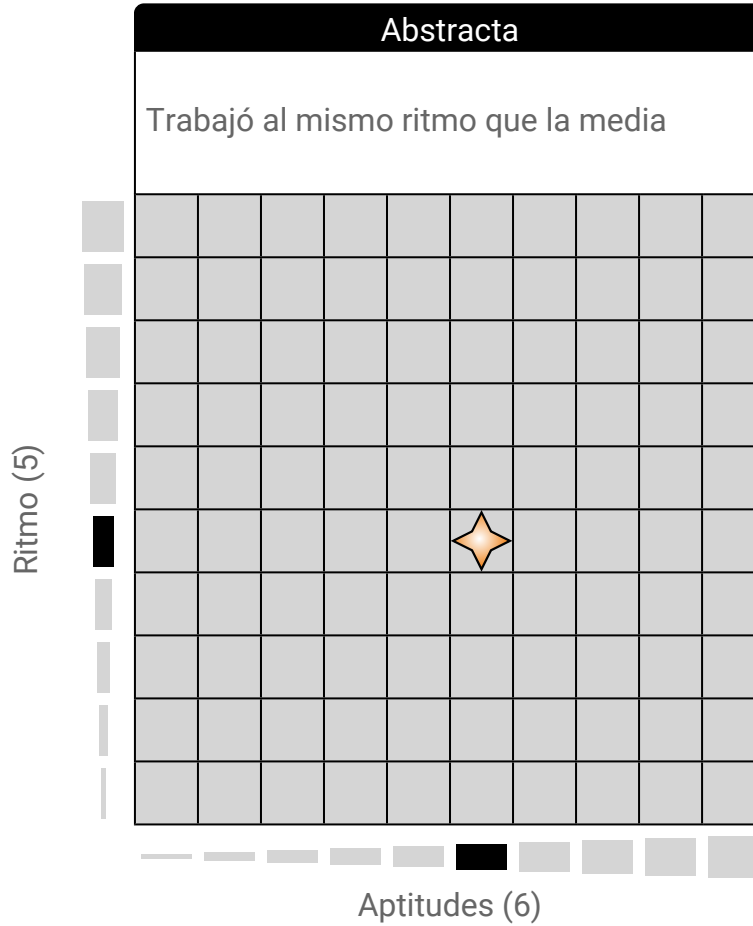 Abstracta
Trabajó al mismo ritmo que la media
Ritmo (5)
Aptitudes (6)